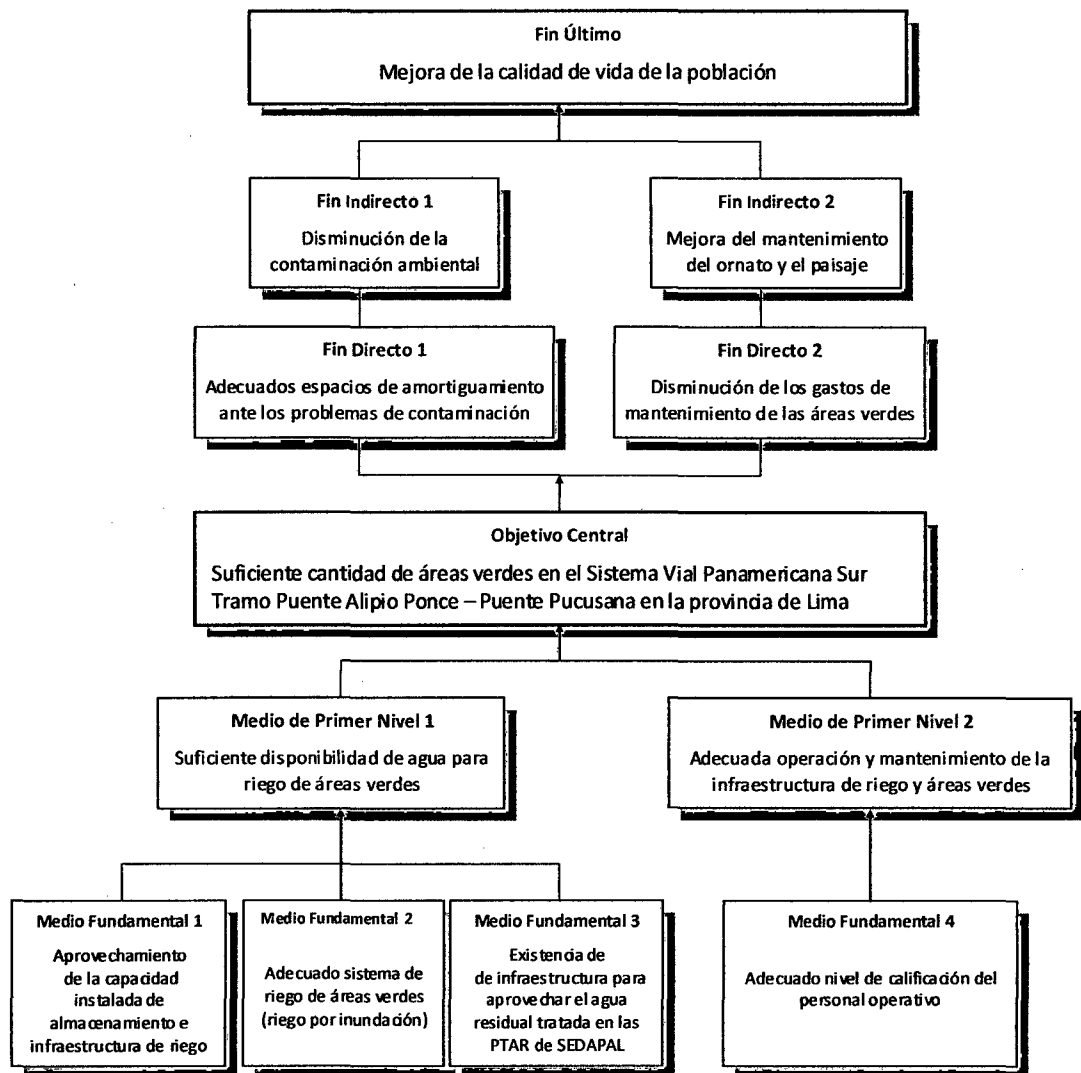 Fin Último
Mejora de la calidad de vida de la población
Fin Indirecto 1
Disminución de la
contaminación ambiental
Fin Indirecto 2
Mejora del mantenimiento
del ornato y el paisaje
Fin Directo 1
Adecuados espacios de amortiguamiento
ante los problemas de contaminación
Fin Directo 2
Disminución de los gastos de
mantenimiento de las áreas verdes
Objetivo Central
Suficiente cantidad de áreas verdes en el Sistema Vial Panamericana Sur
Tramo Puente Alipio Ponce – Puente Pucusana en la provincia de Lima
Medio de Primer Nivel 1
Suficiente disponibilidad de agua para
riego de áreas verdes
Medio de Primer Nivel 2
Adecuada operación y mantenimiento de la
infraestructura de riego y áreas verdes
Medio Fundamental 1
Aprovechamiento
de la capacidad
instalada de
almacenamiento e
infraestructura de riego
Medio Fundamental 2
Adecuado sistema de
riego de áreas verdes
(riego por inundación)
Medio Fundamental 3
Existencia de
de infraestructura para
aprovechar el agua
residual tratada en las
PTAR de SEDAPAL
Medio Fundamental 4
Adecuado nivel de calificación del
personal operativo